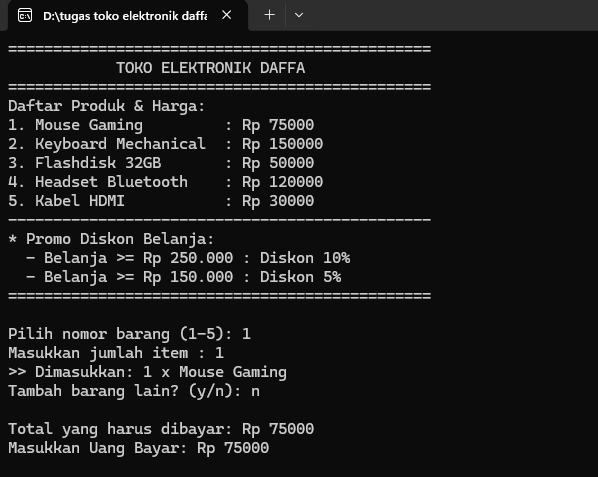 D:\tugas toko elektronik daffa
===============================================
            TOKO ELEKTRONIK DAFFA
===============================================
Daftar Produk & Harga:
1. Mouse Gaming         : Rp 75000
2. Keyboard Mechanical  : Rp 150000
3. Flashdisk 32GB       : Rp 50000
4. Headset Bluetooth    : Rp 120000
5. Kabel HDMI           : Rp 30000
-----------------------------------------------
* Promo Diskon Belanja:
  - Belanja >= Rp 250.000 : Diskon 10%
  - Belanja >= Rp 150.000 : Diskon 5%
===============================================
Pilih nomor barang (1-5): 1
Masukkan jumlah item : 1
>> Dimasukkan: 1 x Mouse Gaming
Tambah barang lain? (y/n): n
Total yang harus dibayar: Rp 75000
Masukkan Uang Bayar: Rp 75000